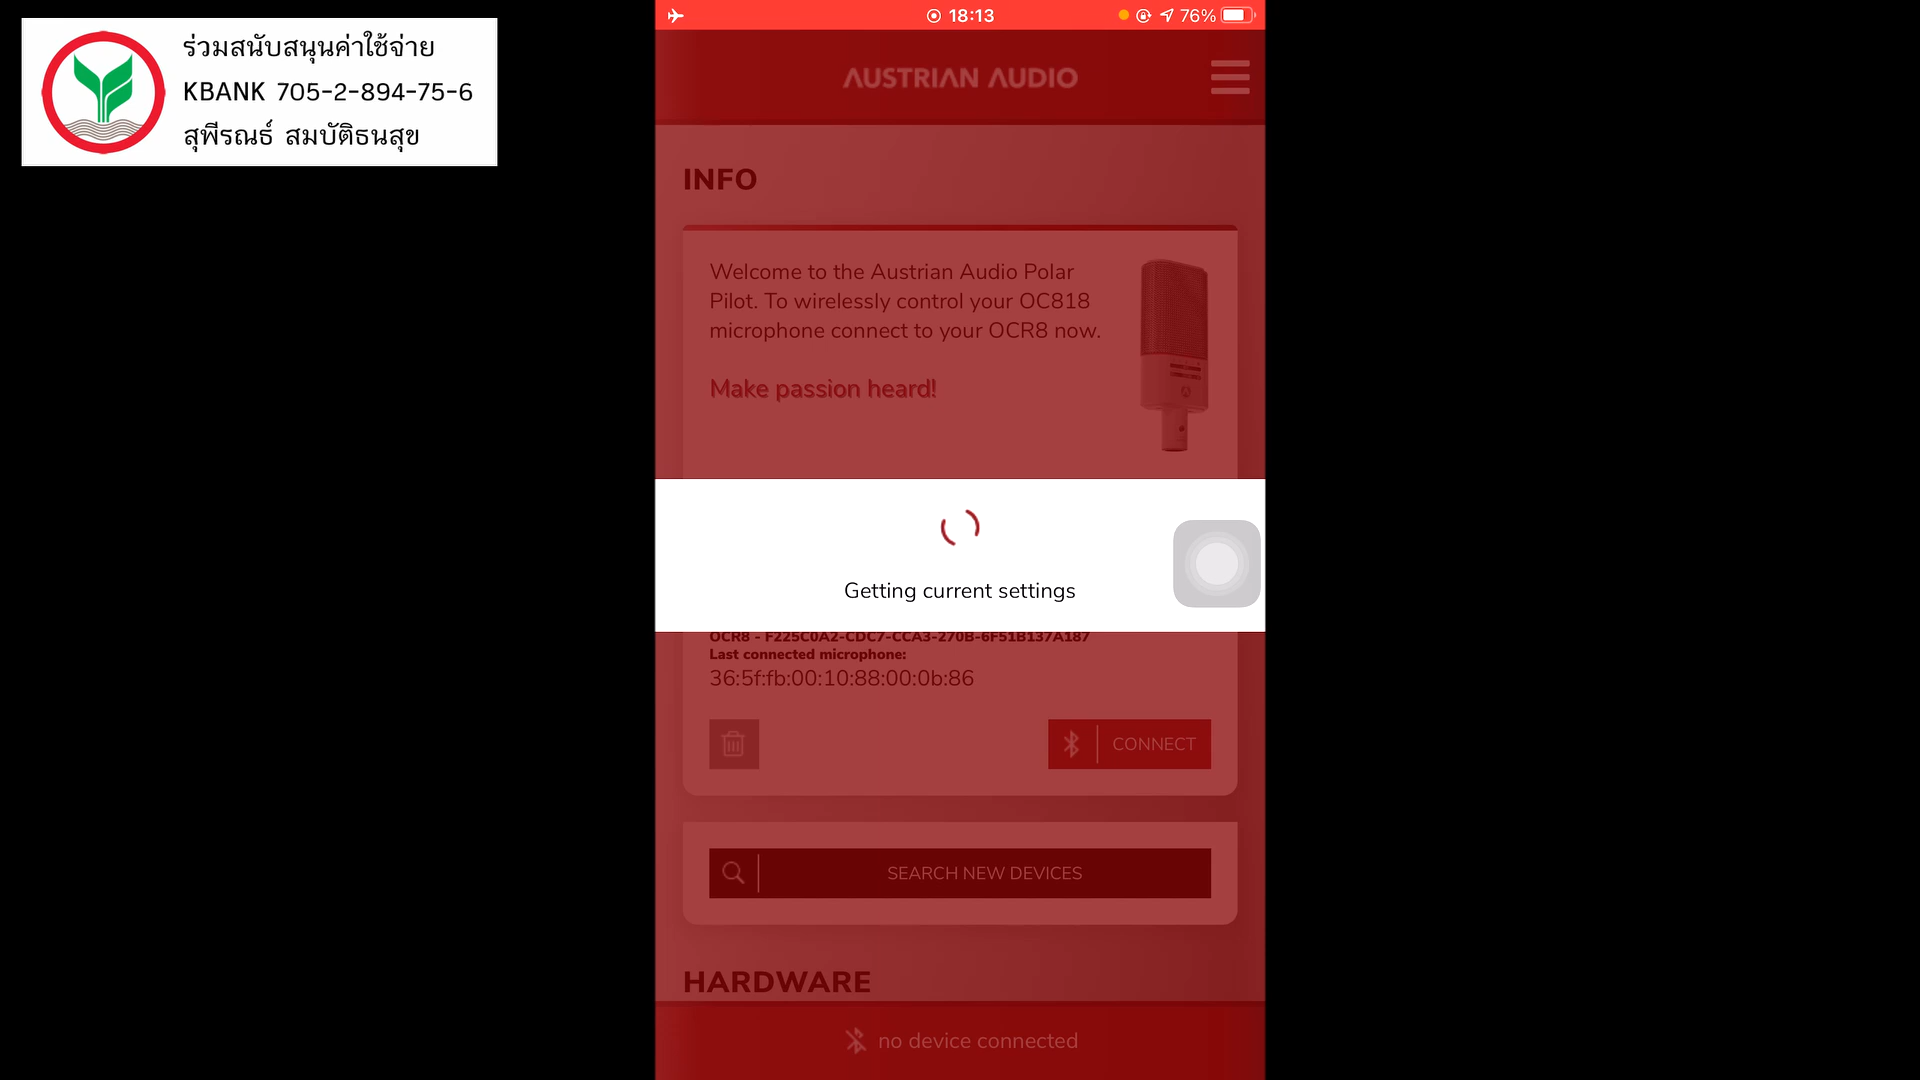 ร่วมสนับสนุนค่าใช้จ่าย
KBANK 705-2-894-75-6
สุพีรณธ์ สมบัติธนสุข
18:13
76%
AUSTRIAN AUDIO
INFO
Welcome to the Austrian Audio Polar
Pilot. To wirelessly control your OC818
microphone connect to your OCR8 now.
Make passion heard!
Getting current settings
OCR8 - F225C0A2-CDC7-CCA3-270B-6F51B137A187
Last connected microphone:
36:5f:fb:00:10:88:00:0b:86
CONNECT
SEARCH NEW DEVICES
HARDWARE
no device connected